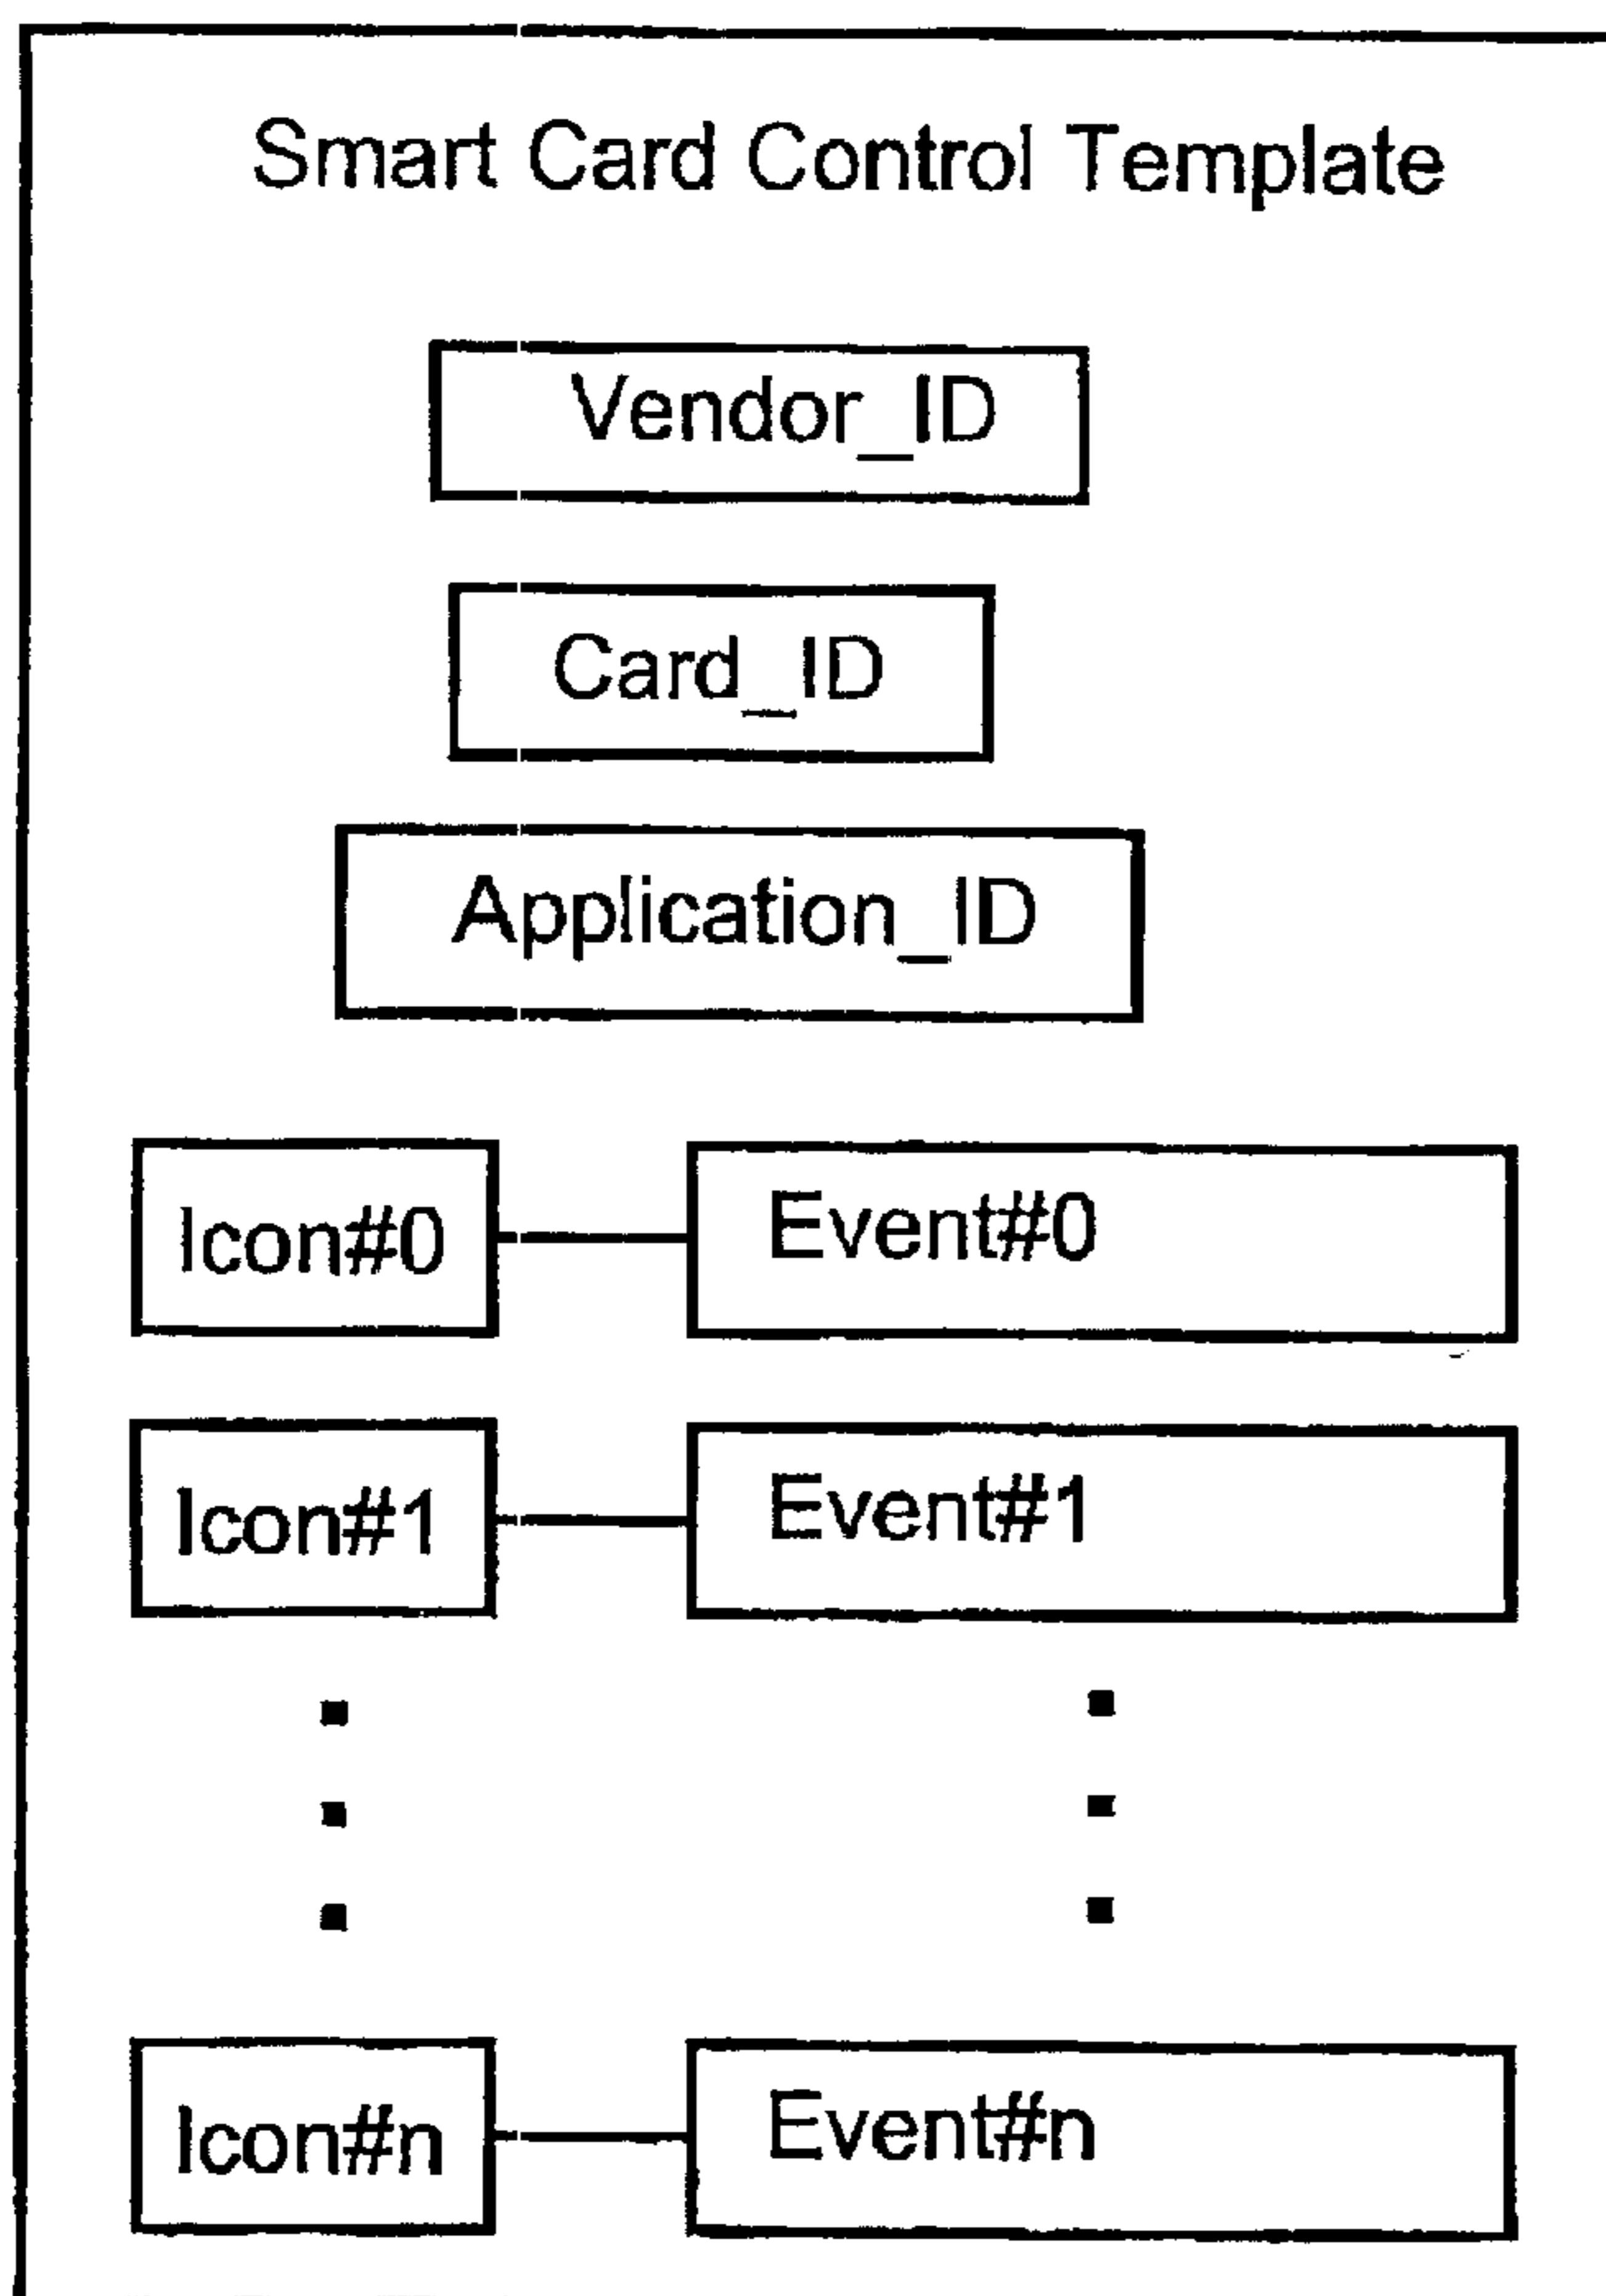 Smart Card Control Template
Vendor_ID
Card_ID
Application_ID
Icon#0 Event#0
Icon#1 Event#1
Icon#n Event#n